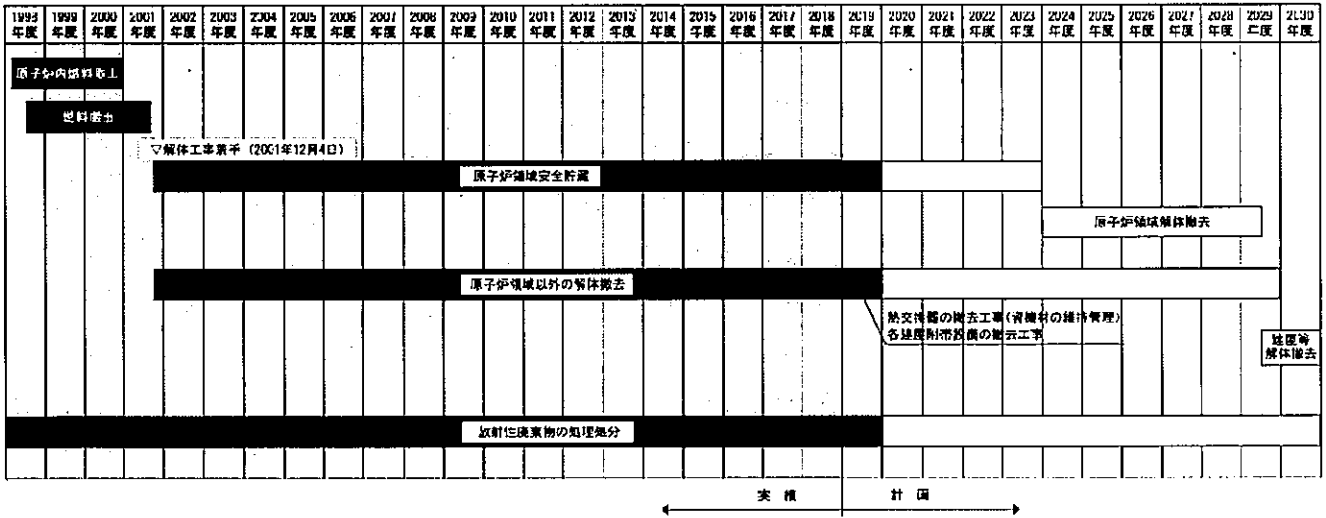 1998 1999 2000 2001 2002 2003 2004 2005 2006 2007 2008 2009 2010 2011 2012 2013 2014 2015 2016 2017 2018 2019 2020 2021 2022 2023 2024 2025 2026 2027 2028 2029 2030
年度 年度 年度 年度 年度 年度 年度 年度 年度 年度 年度 年度 年度 年度 年度 年度 年度 年度 年度 年度 年度 年度 年度 年度 年度 年度 年度 年度 年度 年度 年度 年度 年度
原子炉内燃料取出
燃料搬出
▽解体工事着手(2001年12月4日)
原子炉領域安全貯蔵
原子炉領域解体撤去
原子炉領域以外の解体撤去
熱交換器の撤去工事(資機材の維持管理)
各建屋附帯設備の撤去工事
建屋等
解体撤去
放射性廃棄物の処理処分
実績 計画